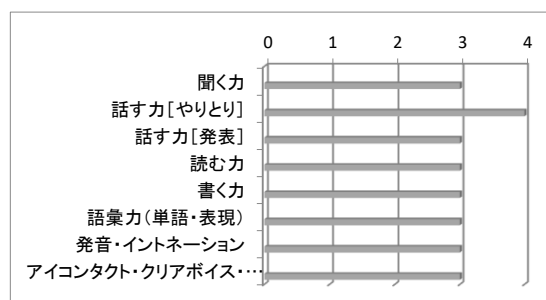 0 1 2 3 4
聞く力
話す力[やりとり]
話す力[発表]
読む力
書く力
語彙力(単語・表現)
発音・イントネーション
アイコンタクト・クリアボイス・…